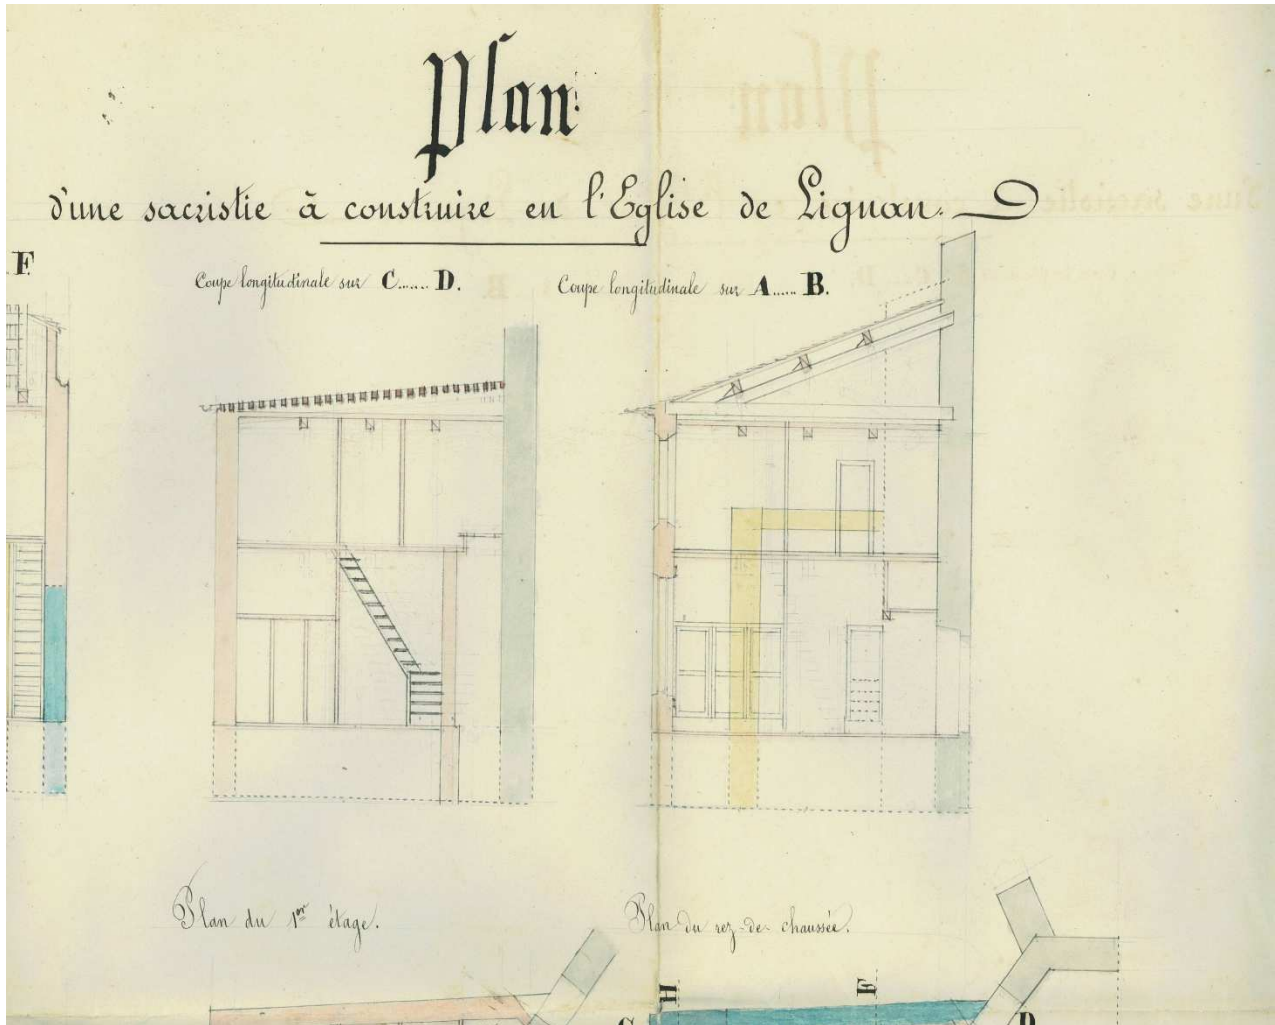 Plan
d'une sacristie à construire en l'Eglise de Lignan.
F
Coupe longitudinale sur C...... D.
Coupe longitudinale sur A..... B.
Plan du 1er étage.
Plan du rez-de-chaussée.
H
F
C
D